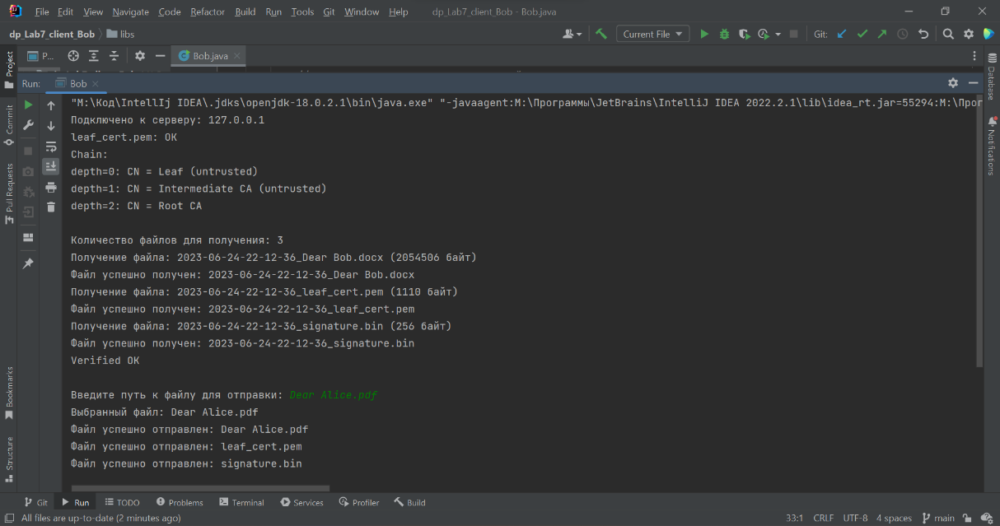 File Edit View Navigate Code Refactor Build Run Tools Git Window Help dp_Lab7_client_Bob - Bob.java
dp_Lab7_client_Bob libs Current File Git:
Project P... Bob.java
Run: Bob
"M:\Код\IntellIj IDEA\.jdks\openjdk-18.0.2.1\bin\java.exe" "-javaagent:M:\Программы\JetBrains\IntelliJ IDEA 2022.2.1\lib\idea_rt.jar=55294:M:\Прог
Подключено к серверу: 127.0.0.1
leaf_cert.pem: OK
Chain:
depth=0: CN = Leaf (untrusted)
depth=1: CN = Intermediate CA (untrusted)
depth=2: CN = Root CA
Количество файлов для получения: 3
Получение файла: 2023-06-24-22-12-36_Dear Bob.docx (2054506 байт)
Файл успешно получен: 2023-06-24-22-12-36_Dear Bob.docx
Получение файла: 2023-06-24-22-12-36_leaf_cert.pem (1110 байт)
Файл успешно получен: 2023-06-24-22-12-36_leaf_cert.pem
Получение файла: 2023-06-24-22-12-36_signature.bin (256 байт)
Файл успешно получен: 2023-06-24-22-12-36_signature.bin
Verified OK
Введите путь к файлу для отправки: Dear Alice.pdf
Выбранный файл: Dear Alice.pdf
Файл успешно отправлен: Dear Alice.pdf
Файл успешно отправлен: leaf_cert.pem
Файл успешно отправлен: signature.bin
Commit
Pull Requests
Bookmarks
Structure
Database
Notifications
Git Run TODO Problems Terminal Services Profiler Build
All files are up-to-date (2 minutes ago) 33:1 CRLF UTF-8 4 spaces main